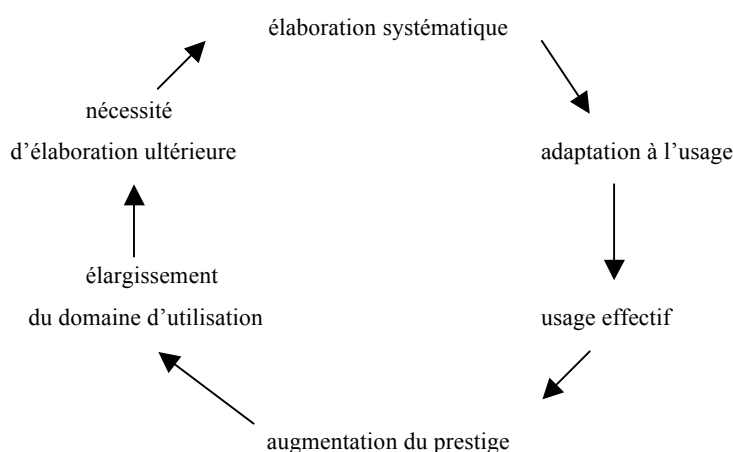 élaboration systématique
nécessité
d’élaboration ultérieure
adaptation à l’usage
élargissement
du domaine d’utilisation
usage effectif
augmentation du prestige